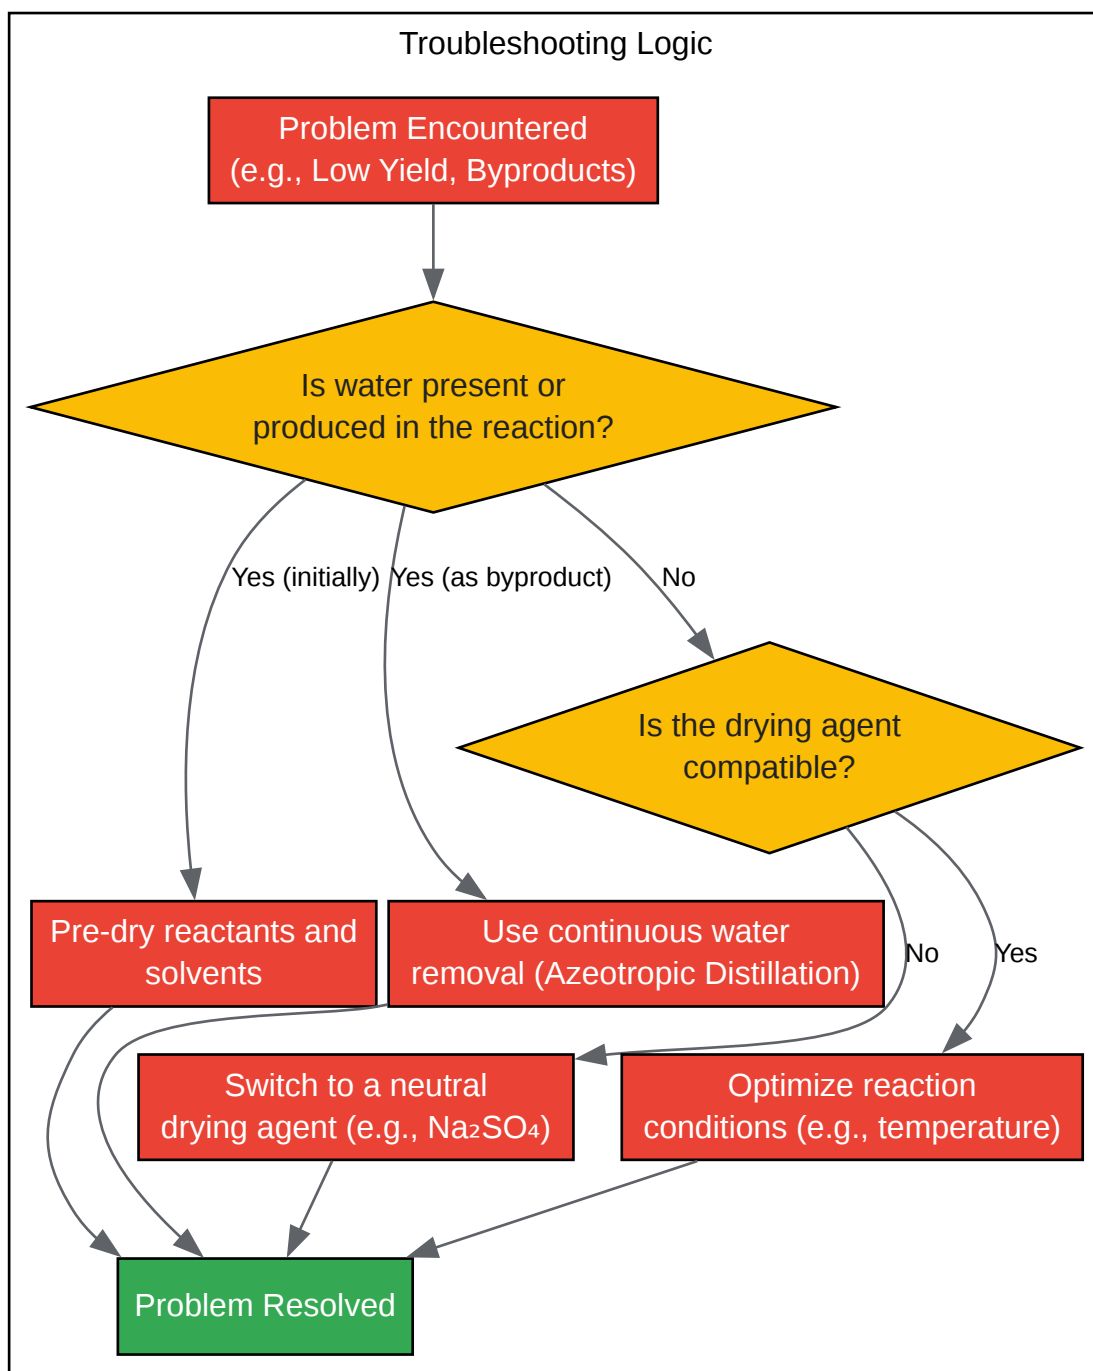 Troubleshooting Logic
Problem Encountered
(e.g., Low Yield, Byproducts)
Is water present or
produced in the reaction?
Yes (initially)
Yes (as byproduct)
No
Is the drying agent
compatible?
Pre-dry reactants and
solvents
Use continuous water
removal (Azeotropic Distillation)
No
Yes
Switch to a neutral
drying agent (e.g., Na₂SO₄)
Optimize reaction
conditions (e.g., temperature)
Problem Resolved